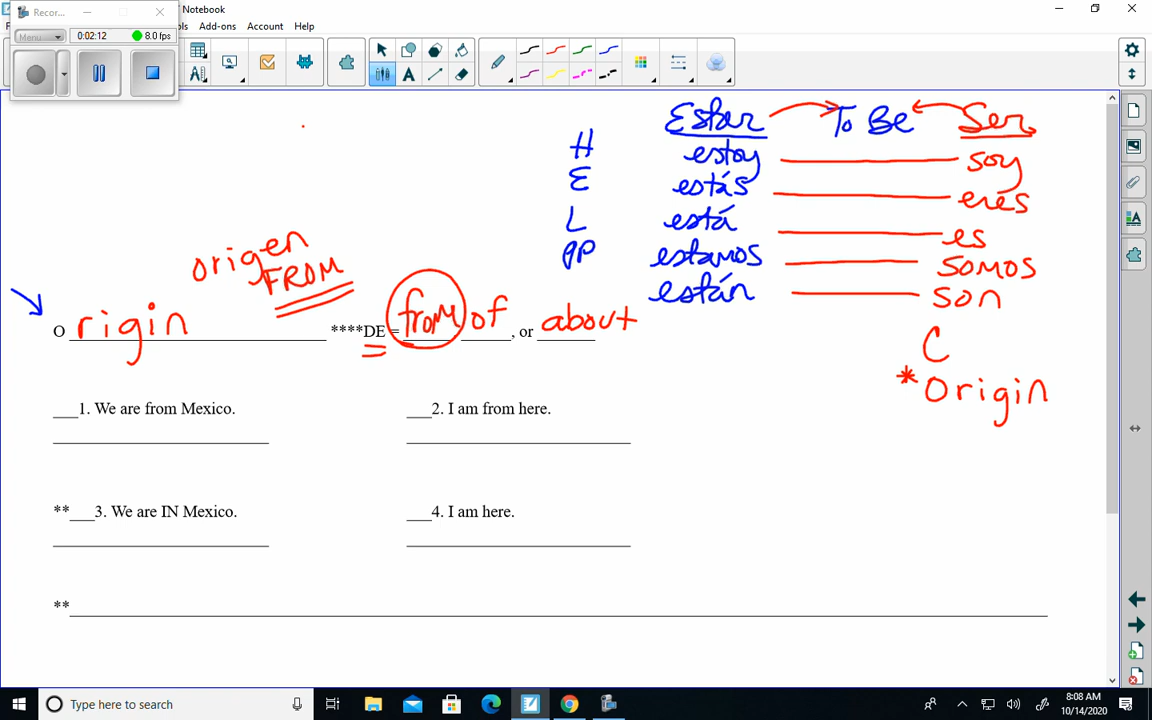 Recor...
Notebook
Menu
0:02:12
8.0 fps
ols Add-ons Account Help
Estar To Be Ser
H estoy soy
E estás eres
L está es
PP estamos somos
están son
origen
FROM
O rigin ****DE = from of, or about
C
*Origin
___1. We are from Mexico. ___2. I am from here.
**___3. We are IN Mexico. ___4. I am here.
**
Type here to search
8:08 AM
10/14/2020